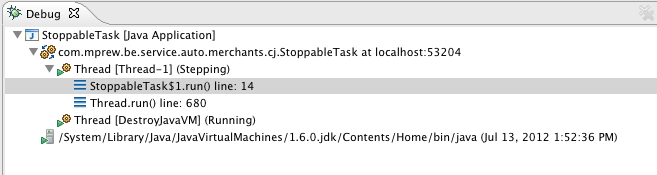 Debug
StoppableTask [Java Application]
com.mprew.be.service.auto.merchants.cj.StoppableTask at localhost:53204
Thread [Thread-1] (Stepping)
StoppableTask$1.run() line: 14
Thread.run() line: 680
Thread [DestroyJavaVM] (Running)
/System/Library/Java/JavaVirtualMachines/1.6.0.jdk/Contents/Home/bin/java (Jul 13, 2012 1:52:36 PM)